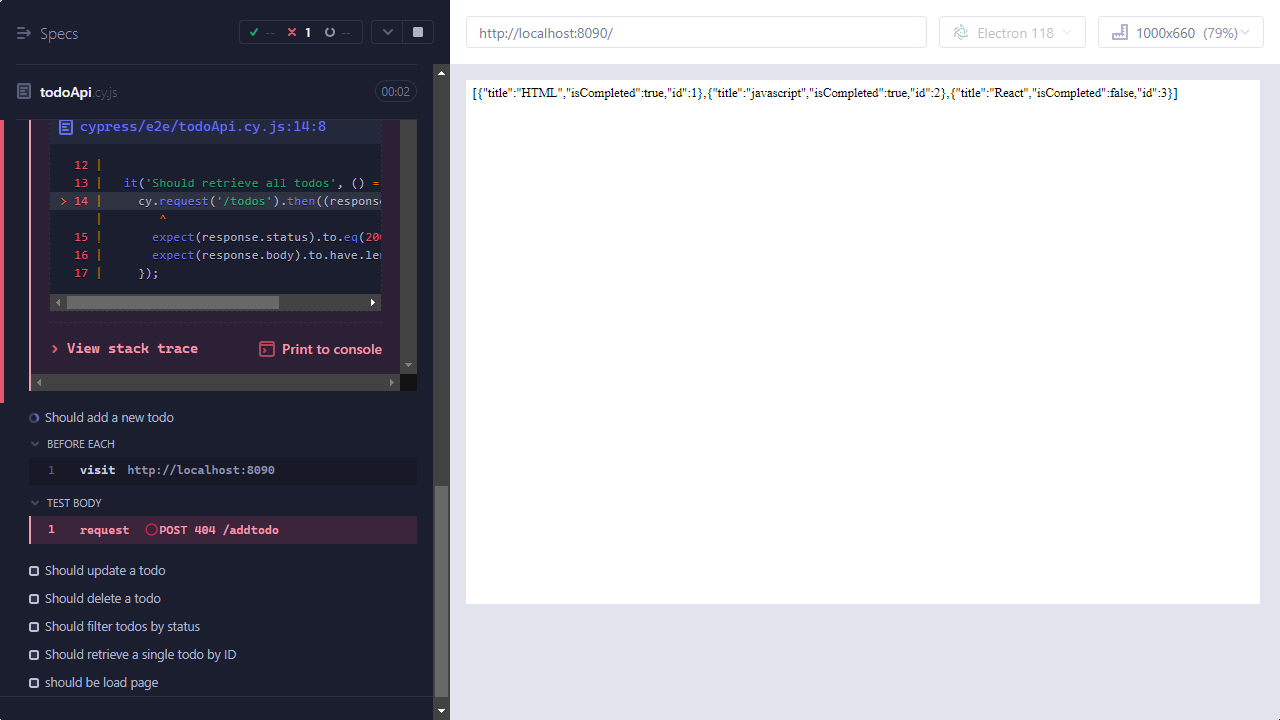 Specs
-- 1 --
todoApi.cy.js 00:02
cypress/e2e/todoApi.cy.js:14:8
12 |
13 | it('Should retrieve all todos', () =
> 14 | cy.request('/todos').then((response
| ^
15 | expect(response.status).to.eq(200
16 | expect(response.body).to.have.len
17 | });
> View stack trace Print to console
Should add a new todo
BEFORE EACH
1 visit http://localhost:8090
TEST BODY
1 request POST 404 /addtodo
Should update a todo
Should delete a todo
Should filter todos by status
Should retrieve a single todo by ID
should be load page
http://localhost:8090/ Electron 118 1000x660 (79%)
[{"title":"HTML","isCompleted":true,"id":1},{"title":"javascript","isCompleted":true,"id":2},{"title":"React","isCompleted":false,"id":3}]